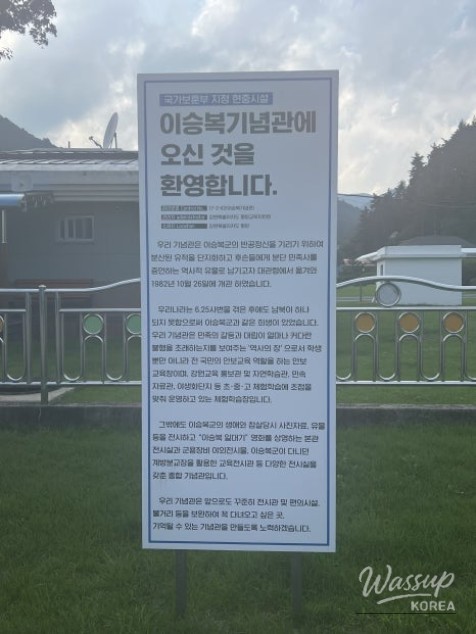 국가보훈부 지정 현충시설
이승복기념관에
오신 것을
환영합니다.
우리 기념관은 이승복군의 반공정신을 기리기 위하여
분산된 유적을 단지화하고 후손들에게 분단 민족사를
증언하는 역사적 유물로 남기고자 대관령에서 옮겨와
1982년 10월 26일에 개관 하였습니다.
우리나라는 6.25사변을 겪은 후에도 남북이 하나
되지 못함으로써 이승복군과 같은 희생이 있었습니다.
우리 기념관은 민족의 갈등과 대립이 얼마나 커다란
불행을 초래하는지를 보여주는 '역사의 장' 으로서 학생
뿐만 아니라 전 국민의 안보교육 역할을 하는 안보
교육장이며, 강원교육 홍보관 및 자연학습관, 민속
자료관, 야생화단지 등 초·중·고 체험학습에 초점을
맞춰 운영하고 있는 체험학습장입니다.
그밖에도 이승복군의 생애와 참살당시 사진자료, 유물
등을 전시하고 "이승복 일대기" 영화를 상영하는 본관
전시실과 군용장비 야외전시물, 이승복군이 다니던
계방분교장을 활용한 교육전시관 등 다양한 전시실을
갖춘 종합 기념관입니다.
우리 기념관은 앞으로도 꾸준히 전시관 및 편의시설,
볼거리 등을 보완하여 꼭 다녀오고 싶은 곳,
기억될 수 있는 기념관을 만들도록 노력하겠습니다.
Wassup
KOREA